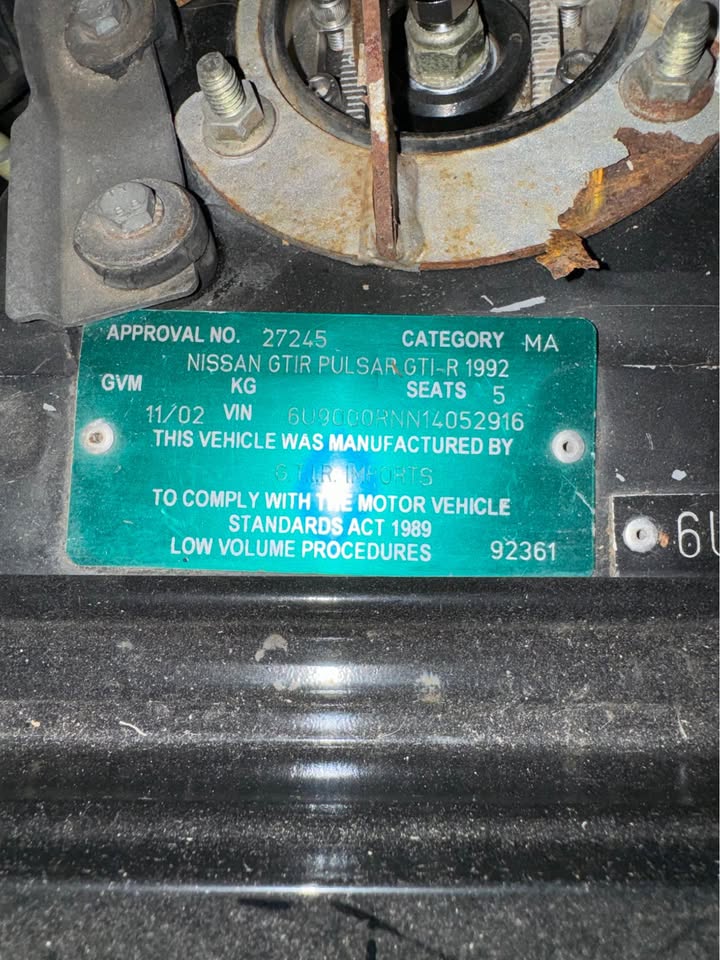 APPROVAL NO. 27245 CATEGORY MA
NISSAN GTIR PULSAR GTI-R 1992
GVM KG SEATS 5
11/02 VIN 6U9000RNN14052916
THIS VEHICLE WAS MANUFACTURED BY
G.T.I.R. IMPORTS
TO COMPLY WITH THE MOTOR VEHICLE
STANDARDS ACT 1989
LOW VOLUME PROCEDURES 92361
6U